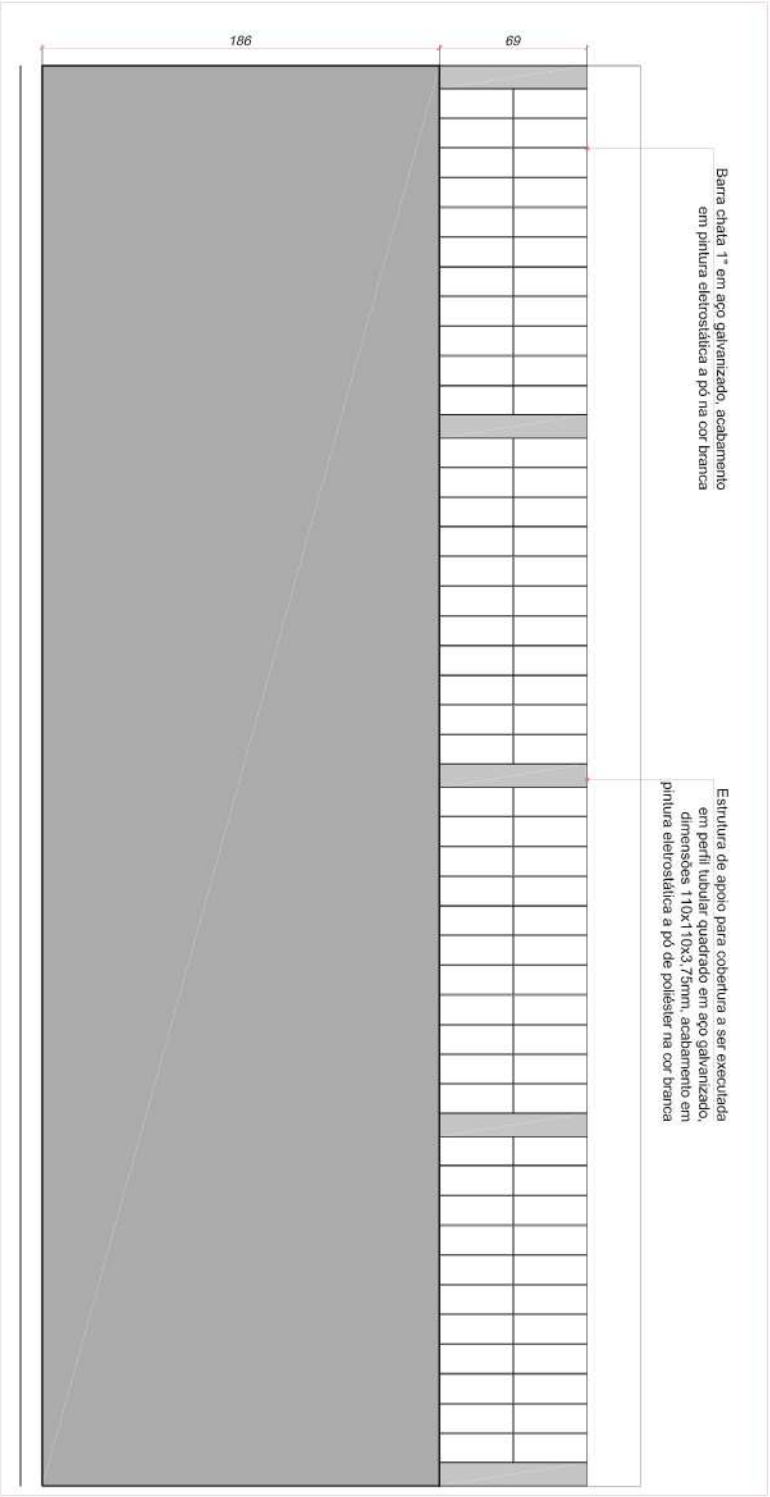 186
69
Barra chata 1" em aço galvanizado, acabamento
em pintura eletrostática a pó na cor branca
Estrutura de apoio para cobertura a ser executada
em perfil tubular quadrado em aço galvanizado,
dimensões 110x110x3,75mm, acabamento em
pintura eletrostática a pó de poliéster na cor branca